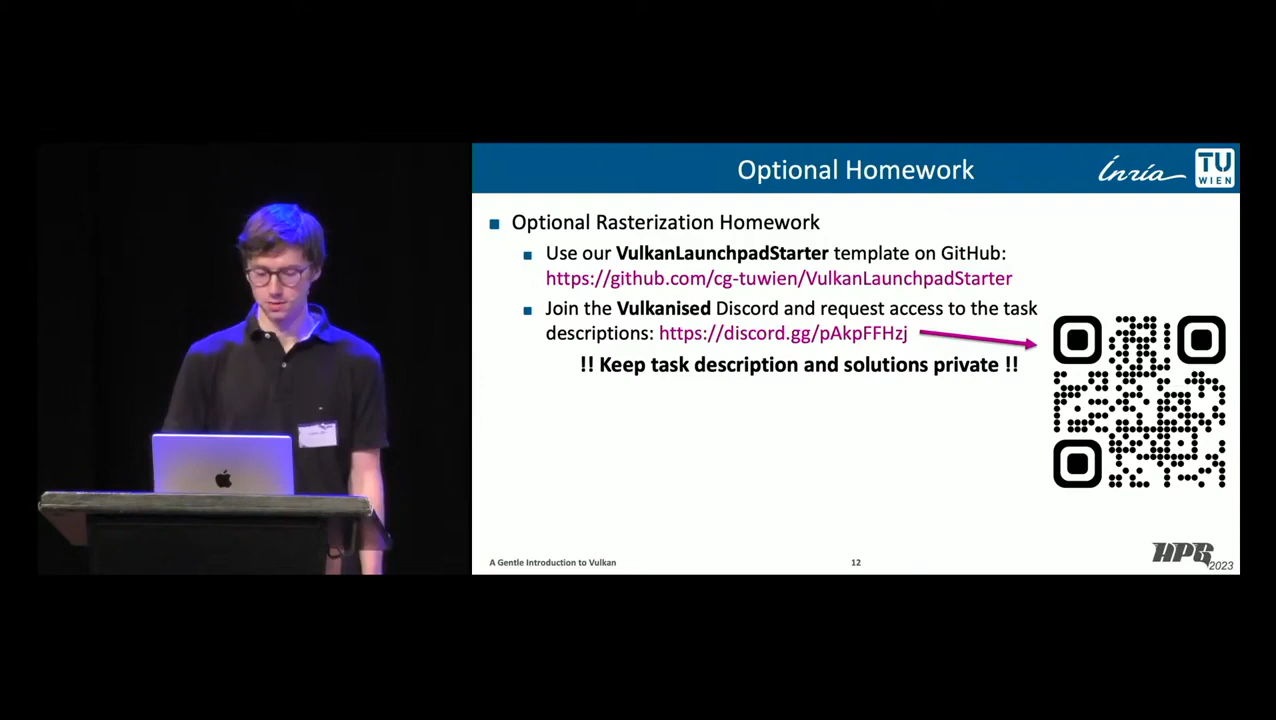 Optional Homework
Inria
TU
WIEN
Optional Rasterization Homework
Use our VulkanLaunchpadStarter template on GitHub:
https://github.com/cg-tuwien/VulkanLaunchpadStarter
Join the Vulkanised Discord and request access to the task
descriptions: https://discord.gg/pAkpFFHzj
!! Keep task description and solutions private !!
A Gentle Introduction to Vulkan
12
HPG
2023